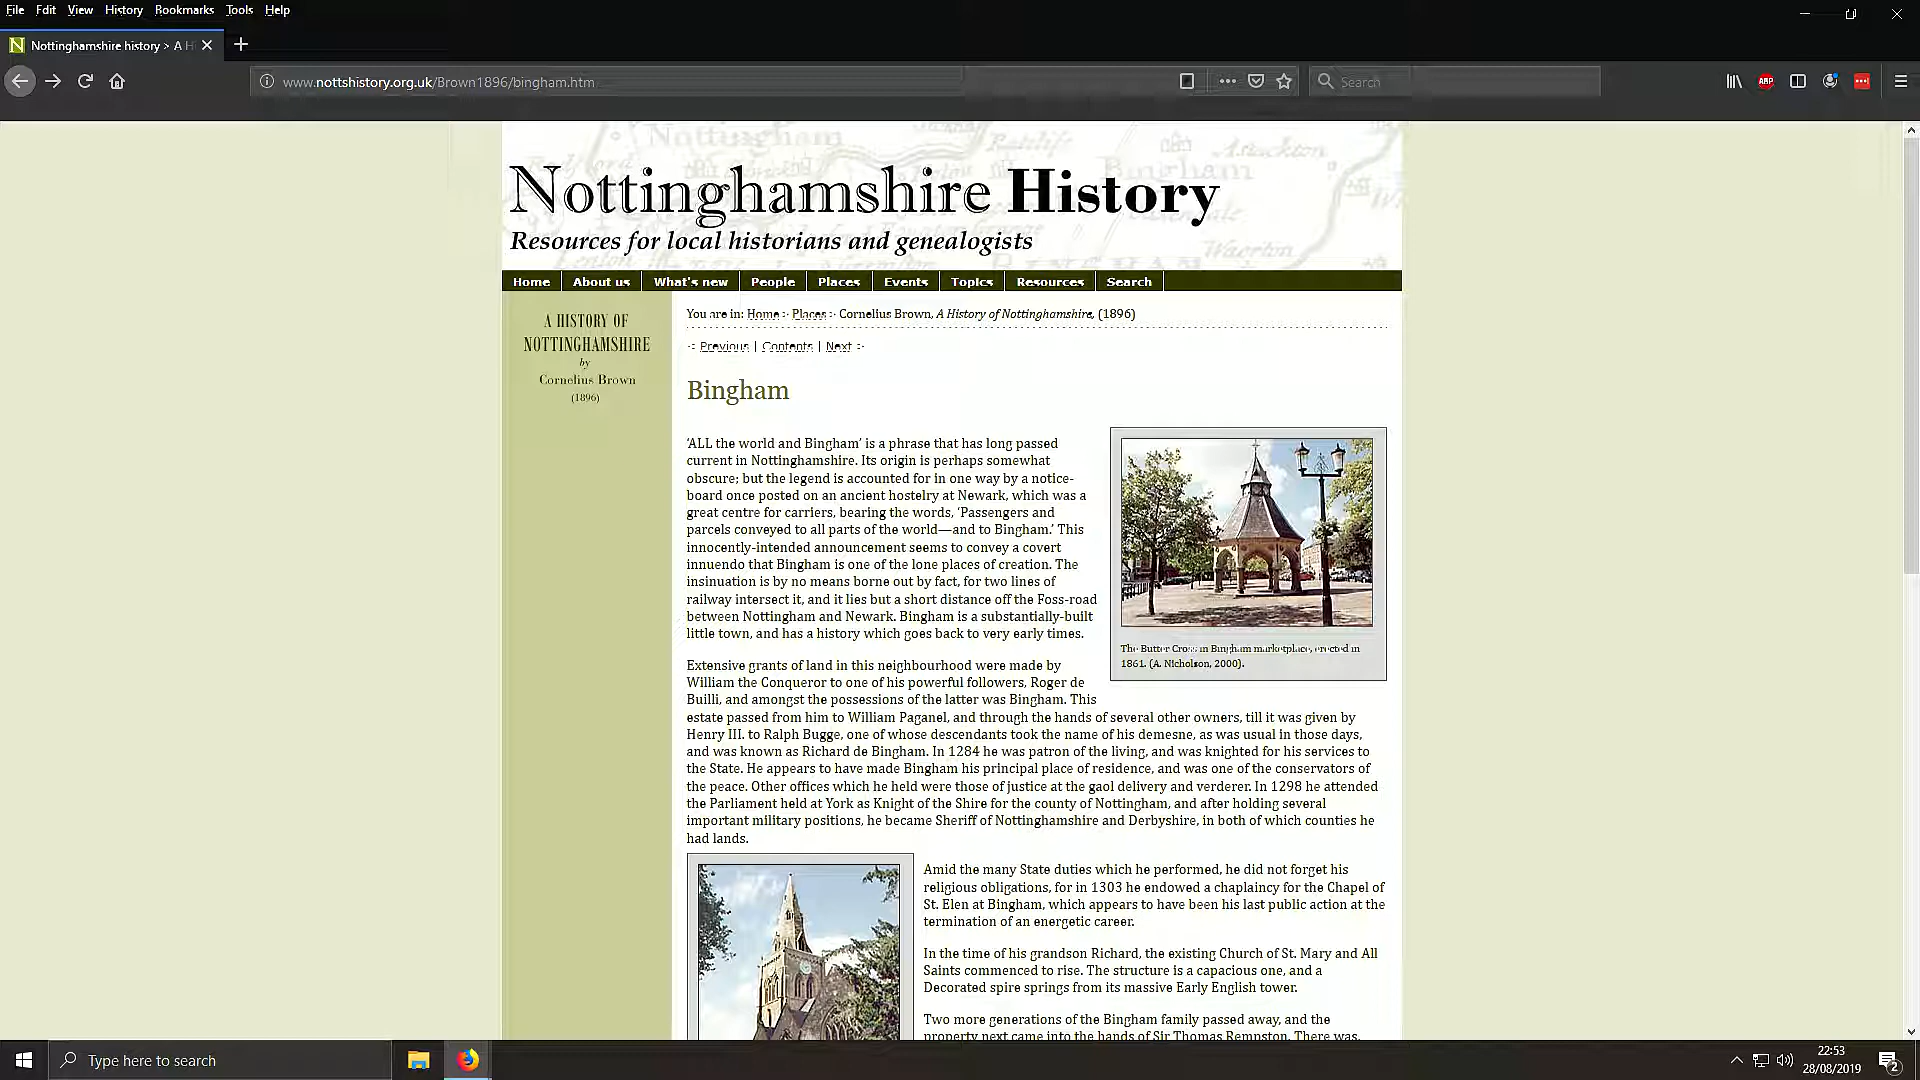 File Edit View History Bookmarks Tools Help
Nottinghamshire history > A H
www.nottshistory.org.uk/Brown1896/bingham.htm
Search
ABP
Nottinghamshire History
Resources for local historians and genealogists
Home About us What's new People Places Events Topics Resources Search
A HISTORY OF
NOTTINGHAMSHIRE
by
Cornelius Brown
(1896)
You are in: Home > Places > Cornelius Brown, A History of Nottinghamshire, (1896)
< Previous | Contents | Next >
Bingham
‘ALL the world and Bingham’ is a phrase that has long passed
current in Nottinghamshire. Its origin is perhaps somewhat
obscure; but the legend is accounted for in one way by a notice-
board once posted on an ancient hostelry at Newark, which was a
great centre for carriers, bearing the words, ‘Passengers and
parcels conveyed to all parts of the world—and to Bingham.’ This
innocently-intended announcement seems to convey a covert
innuendo that Bingham is one of the lone places of creation. The
insinuation is by no means borne out by fact, for two lines of
railway intersect it, and it lies but a short distance off the Foss-road
between Nottingham and Newark. Bingham is a substantially-built
little town, and has a history which goes back to very early times.
The Butter Cross in Bingham marketplace, erected in
1861. (A. Nicholson, 2000).
Extensive grants of land in this neighbourhood were made by
William the Conqueror to one of his powerful followers, Roger de
Builli, and amongst the possessions of the latter was Bingham. This
estate passed from him to William Paganel, and through the hands of several other owners, till it was given by
Henry III. to Ralph Bugge, one of whose descendants took the name of his demesne, as was usual in those days,
and was known as Richard de Bingham. In 1284 he was patron of the living, and was knighted for his services to
the State. He appears to have made Bingham his principal place of residence, and was one of the conservators of
the peace. Other offices which he held were those of justice at the gaol delivery and verderer. In 1298 he attended
the Parliament held at York as Knight of the Shire for the county of Nottingham, and after holding several
important military positions, he became Sheriff of Nottinghamshire and Derbyshire, in both of which counties he
had lands.
Amid the many State duties which he performed, he did not forget his
religious obligations, for in 1303 he endowed a chaplaincy for the Chapel of
St. Elen at Bingham, which appears to have been his last public action at the
termination of an energetic career.
In the time of his grandson Richard, the existing Church of St. Mary and All
Saints commenced to rise. The structure is a capacious one, and a
Decorated spire springs from its massive Early English tower.
Two more generations of the Bingham family passed away, and the
property next came into the hands of Sir Thomas Rempston. There was,
Type here to search
22:53
28/08/2019
2